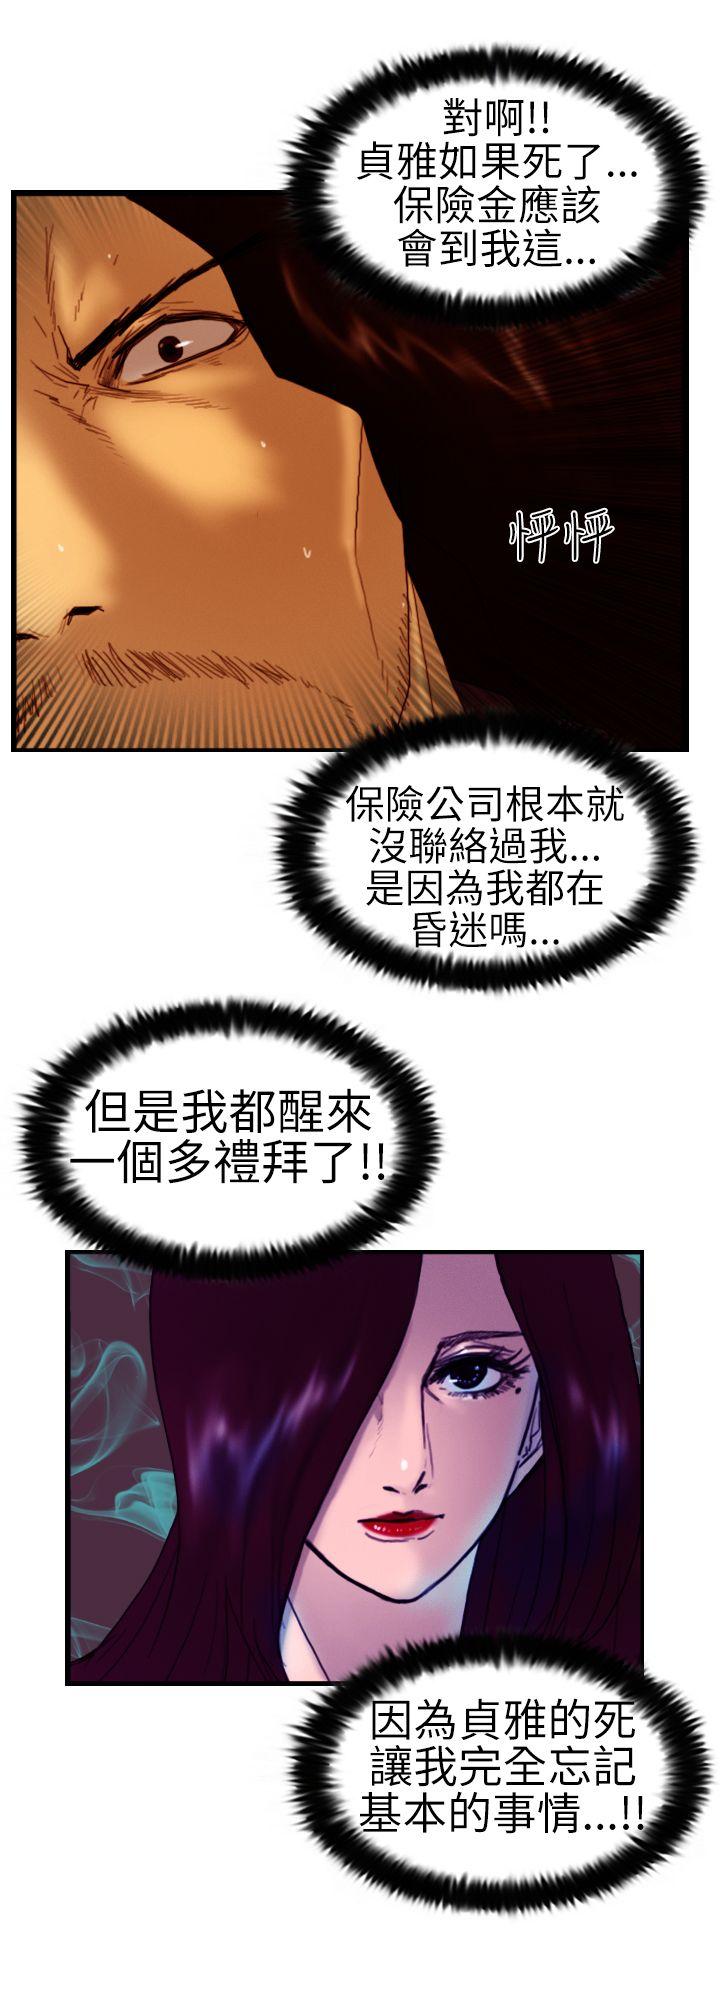 對啊!!
貞雅如果死了...
保險金應該
會到我這...
怦怦
保險公司根本就
沒聯絡過我...
是因為我都在
昏迷嗎...
但是我都醒來
一個多禮拜了!!
因為貞雅的死
讓我完全忘記
基本的事情...!!